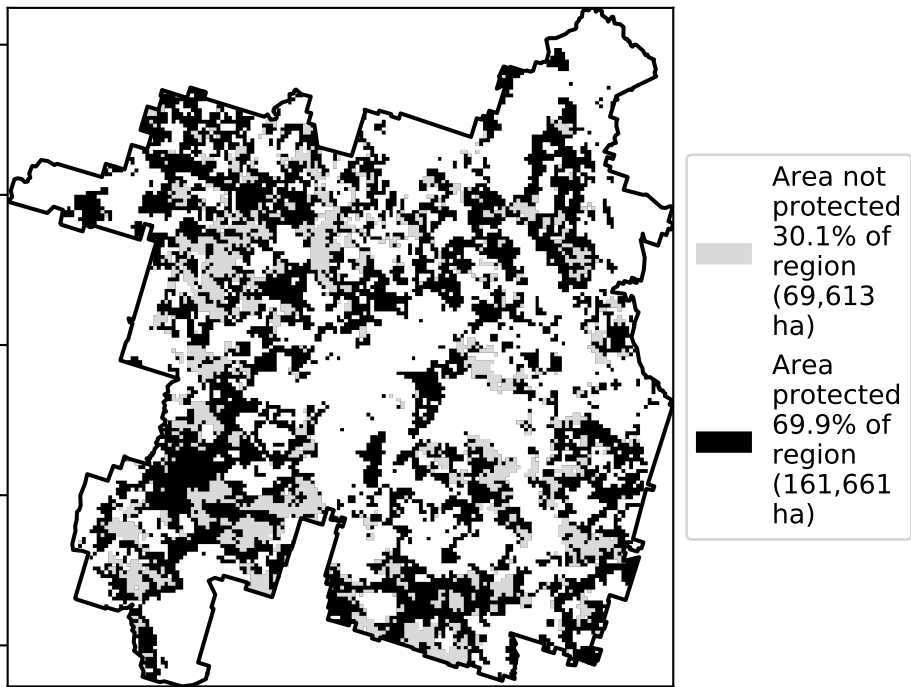 Area not
protected
30.1% of
region
(69,613
ha)
Area
protected
69.9% of
region
(161,661
ha)